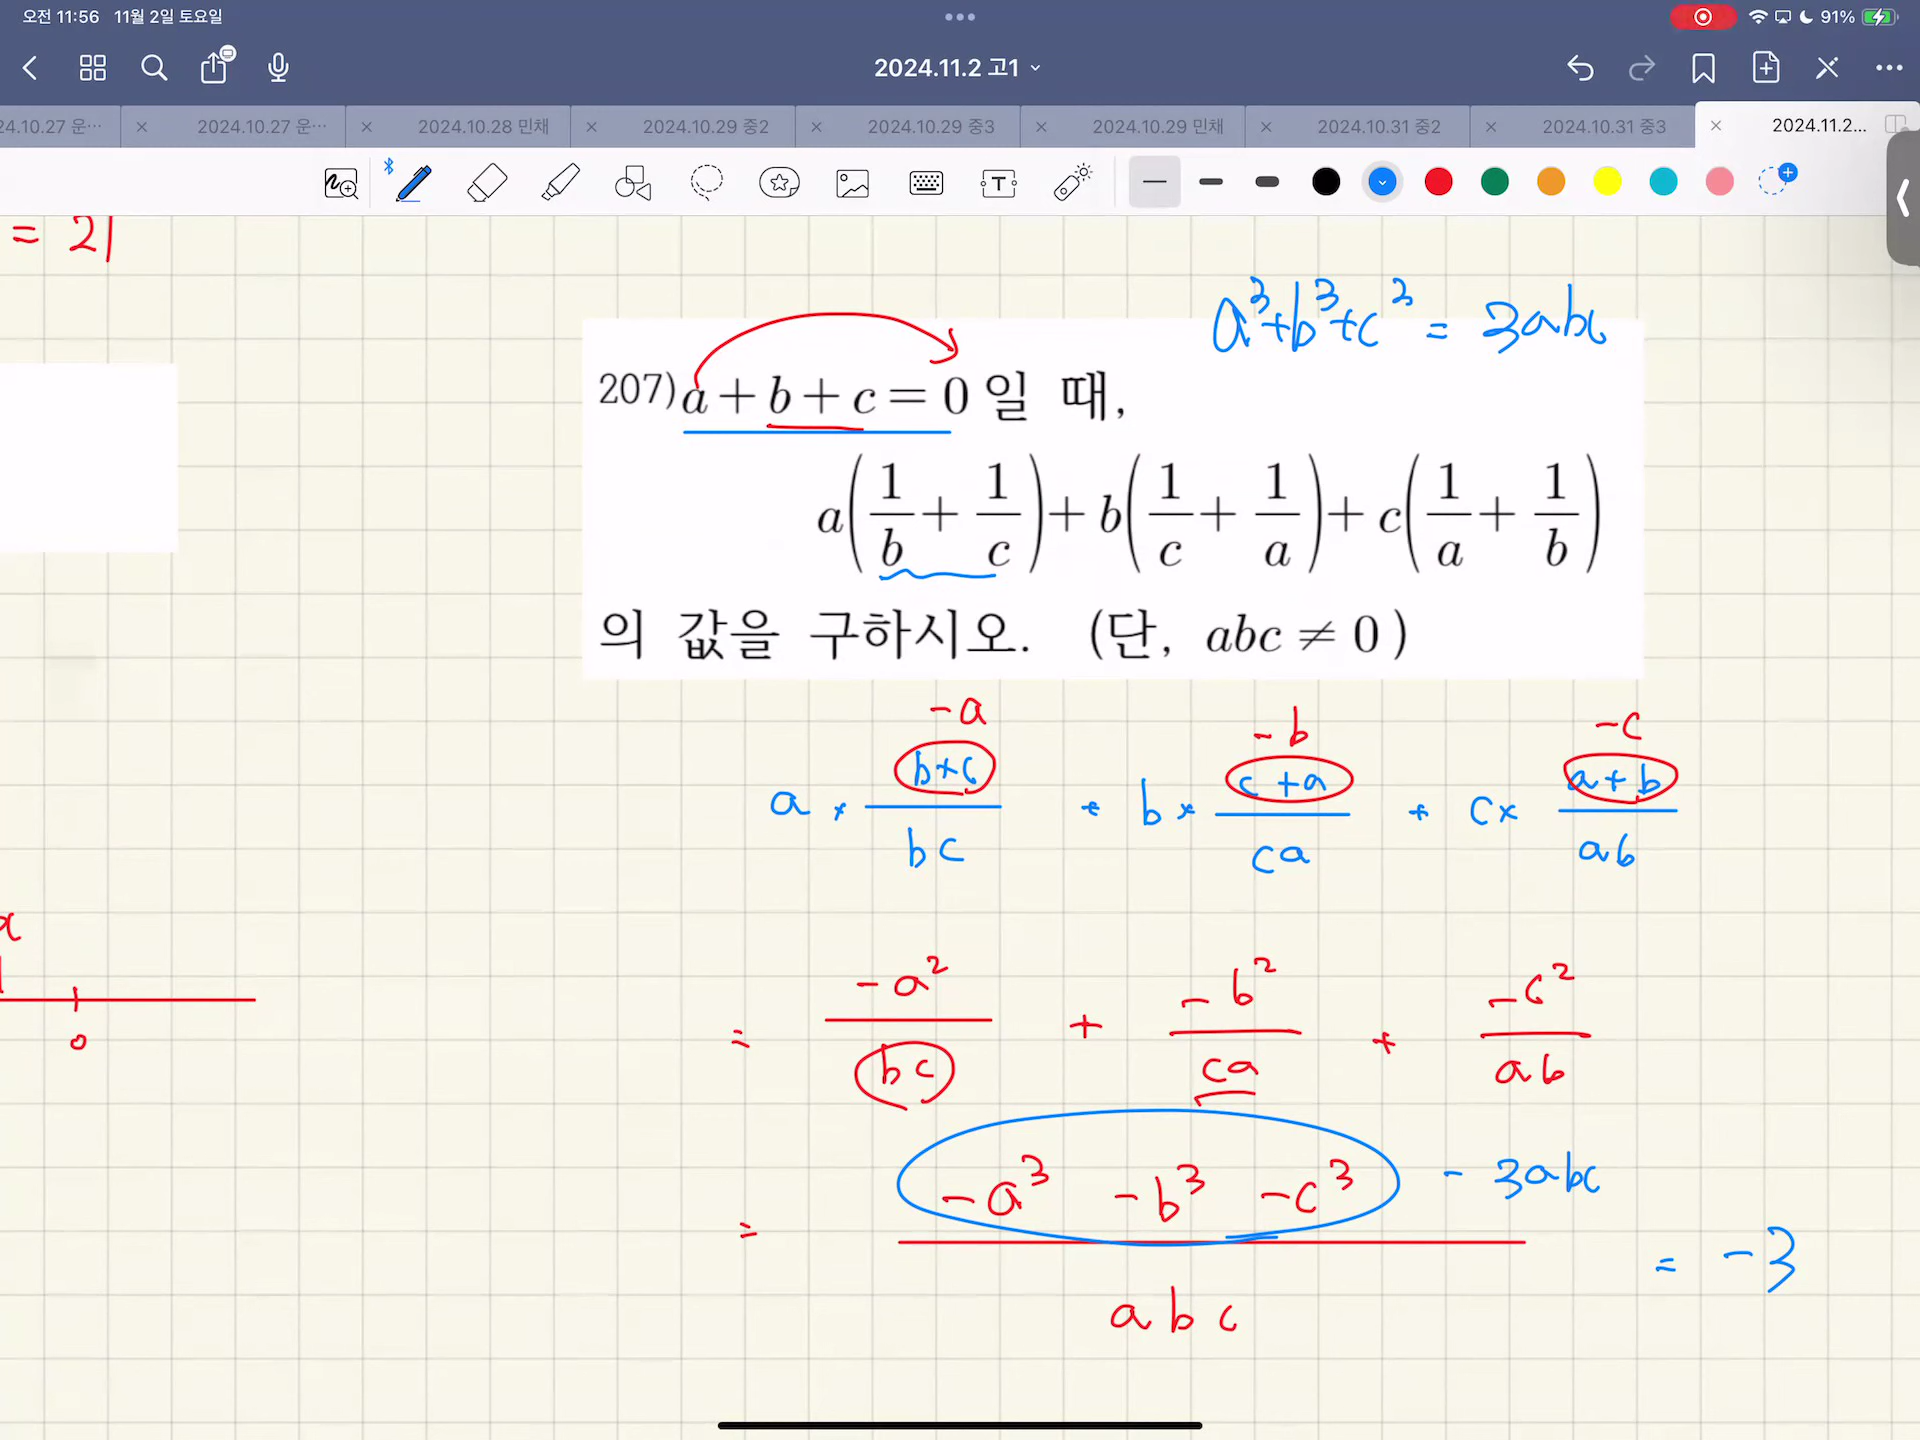 오전 11:56 11월 2일 토요일
91%
2024.11.2 고1
24.10.27 운… 2024.10.27 운… 2024.10.28 민채 2024.10.29 중2 2024.10.29 중3 2024.10.29 민채 2024.10.31 중2 2024.10.31 중3 2024.11.2...
= 21
a³+b³+c³ = 3abc
207) a + b + c = 0 일 때,
a(1/b + 1/c) + b(1/c + 1/a) + c(1/a + 1/b)
의 값을 구하시오. (단, abc ≠ 0)
-a -b -c
a × (b+c)/bc + b × (c+a)/ca + c × (a+b)/ab
= -a²/bc + -b²/ca + -c²/ab
0
= (-a³ -b³ -c³)/abc - 3abc = -3